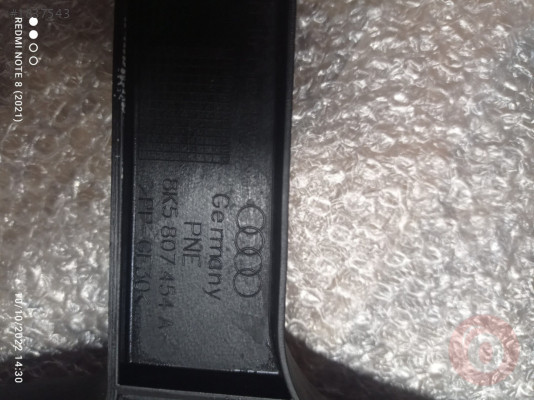 Germany
PNE
8K5 807 454 A
REDMI NOTE 8 (2021)
10/10/2022 14:30